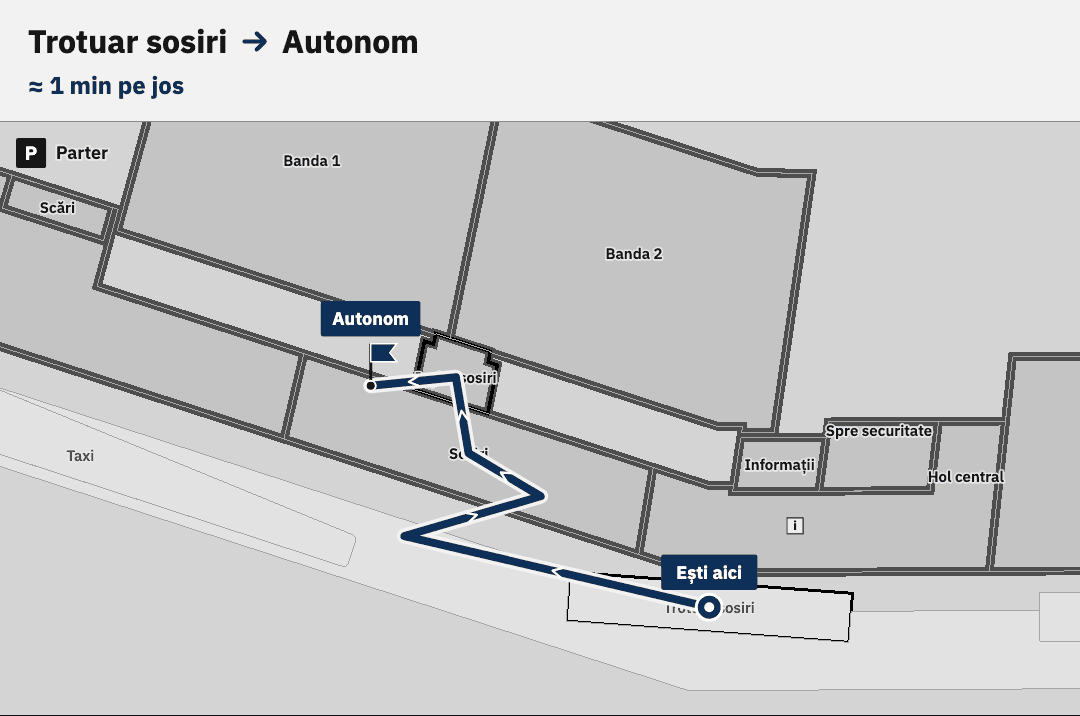 Trotuar sosiri → Autonom
≈ 1 min pe jos
P Parter
Banda 1
Scări
Banda 2
Autonom
sosiri
Spre securitate
Informații
Hol central
Taxi
i
Ești aici
sosiri